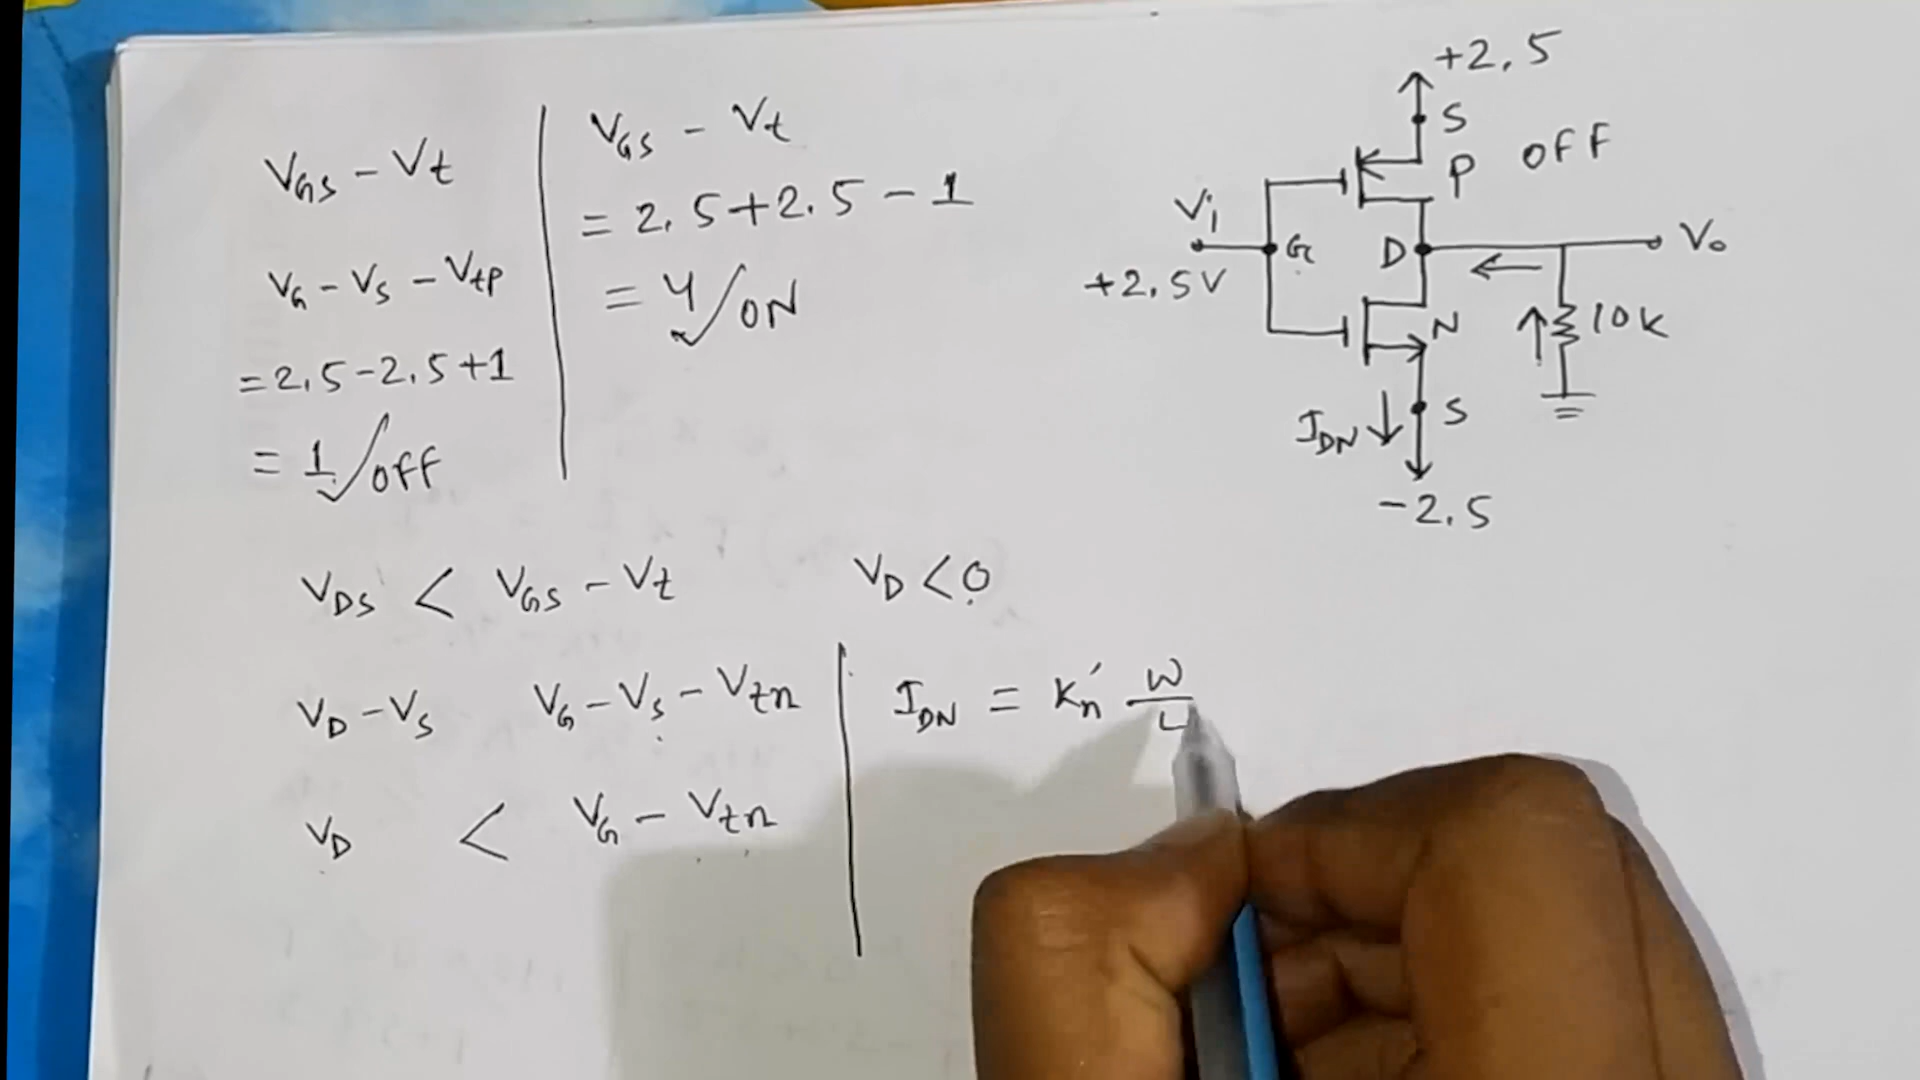 V_GS - V_t
V_G - V_S - V_tp
= 2.5 - 2.5 + 1
= 1 / OFF
V_GS - V_t
= 2.5 + 2.5 - 1
= 4 / ON
+2.5
S
P OFF
V_i
+2.5V
G
D
V_o
N
10K
I_DN
S
-2.5
V_DS < V_GS - V_t
V_D - V_S V_G - V_S - V_tn
V_D < V_G - V_tn
V_D < 0
I_DN = K_n' W/L